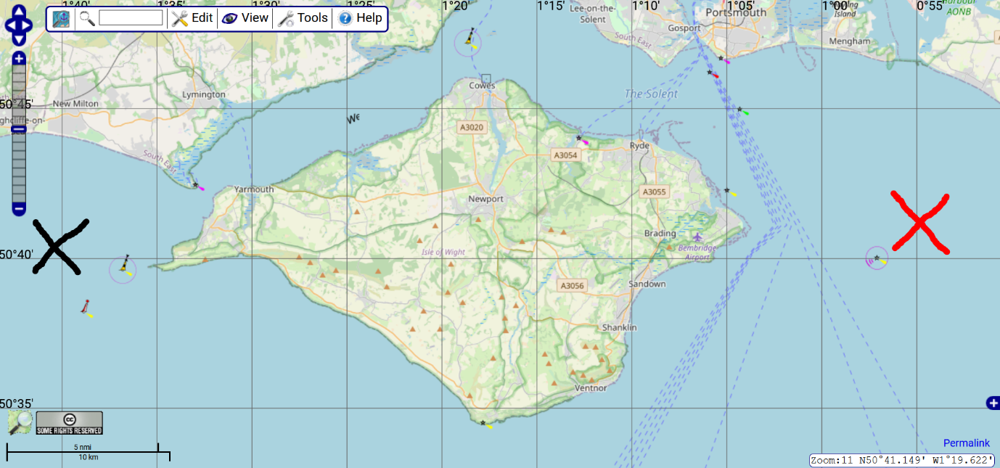 1°40' 1°35' 1°30' 1°25' 1°20' 1°15' 1°10' 1°05' 1°00' 0°55'
Edit View Tools Help
Lee-on-the-
Solent
Portsmouth
Island
AONB
Gosport
South East
Mengham
Cowes
The Solent
Lymington
50°45'
New Milton
We
A3020
Ryde
A3054
South East
Yarmouth
Newport
A3055
Brading
Bembridge
Airport
Isle of Wight
50°40'
A3056
Sandown
Shanklin
Ventnor
50°35'
CC
SOME RIGHTS RESERVED
5 nmi
10 km
Permalink
Zoom:11 N50°41.149' W1°19.622'